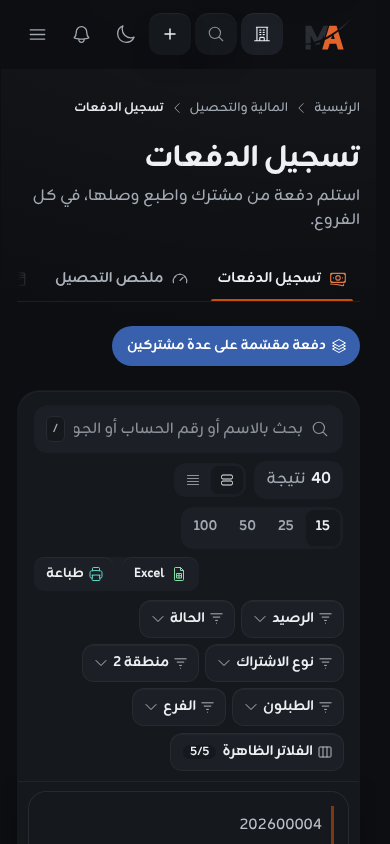 MA
الرئيسية > المالية والتحصيل > تسجيل الدفعات
تسجيل الدفعات
استلم دفعة من مشترك واطبع وصلها، في كل
الفروع.
تسجيل الدفعات ملخص التحصيل
دفعة مقسّمة على عدة مشتركين
بحث بالاسم أو رقم الحساب أو الجو /
40 نتيجة
15 25 50 100
Excel طباعة
الرصيد الحالة
نوع الاشتراك منطقة 2
الطبلون الفرع
الفلاتر الظاهرة 5/5
202600004